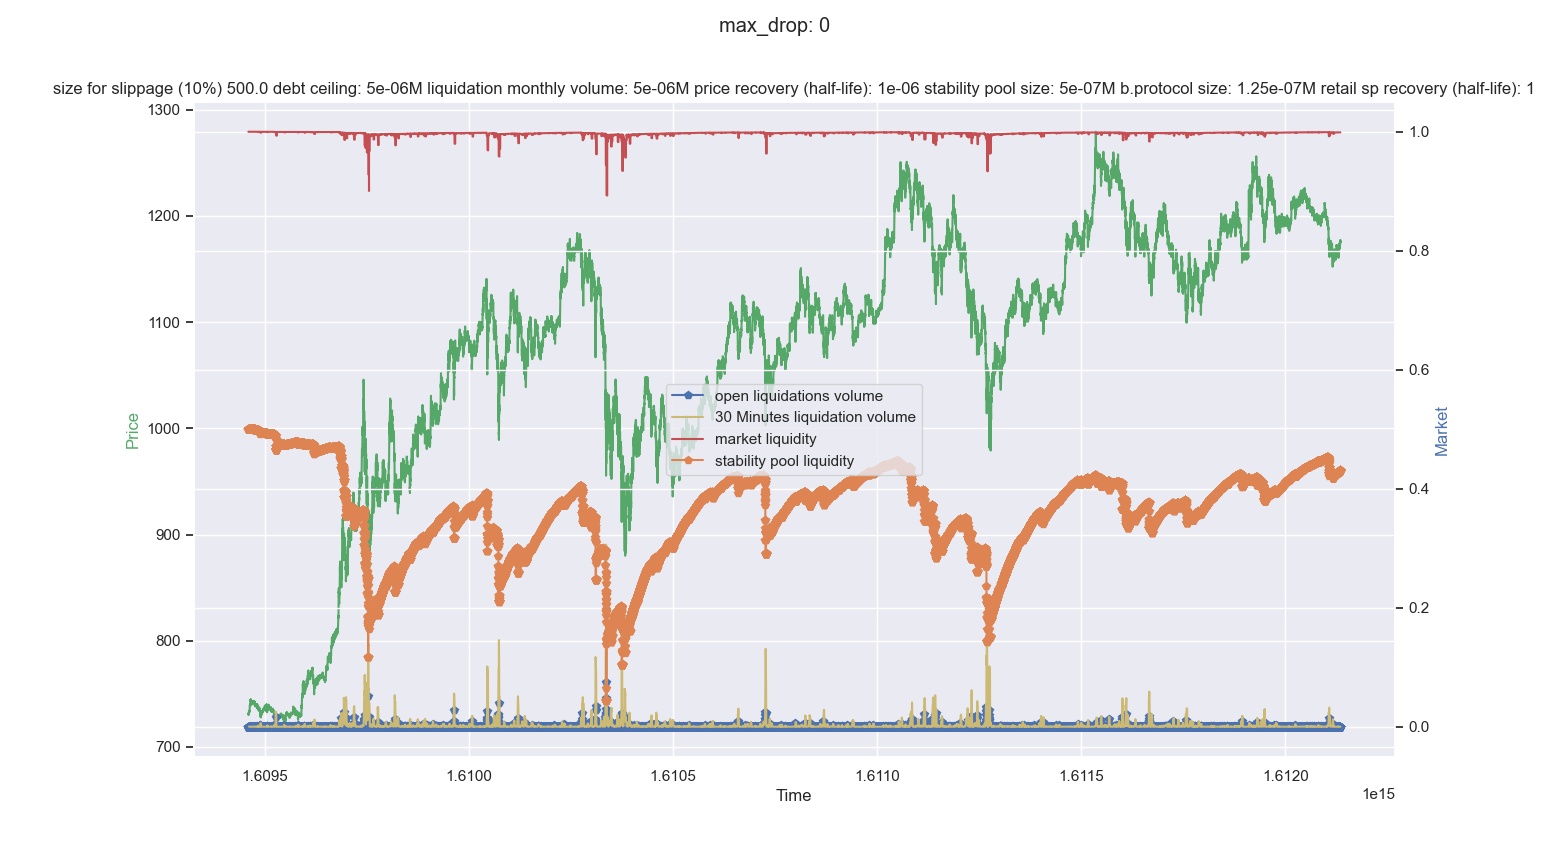 max_drop: 0
size for slippage (10%) 500.0 debt ceiling: 5e-06M liquidation monthly volume: 5e-06M price recovery (half-life): 1e-06 stability pool size: 5e-07M b.protocol size: 1.25e-07M retail sp recovery (half-life): 1
1300
1200
1100
1000
900
800
700
Price
1.0
0.8
0.6
0.4
0.2
0.0
Market
open liquidations volume
30 Minutes liquidation volume
market liquidity
stability pool liquidity
1.6095
1.6100
1.6105
1.6110
1.6115
1.6120
1e15
Time